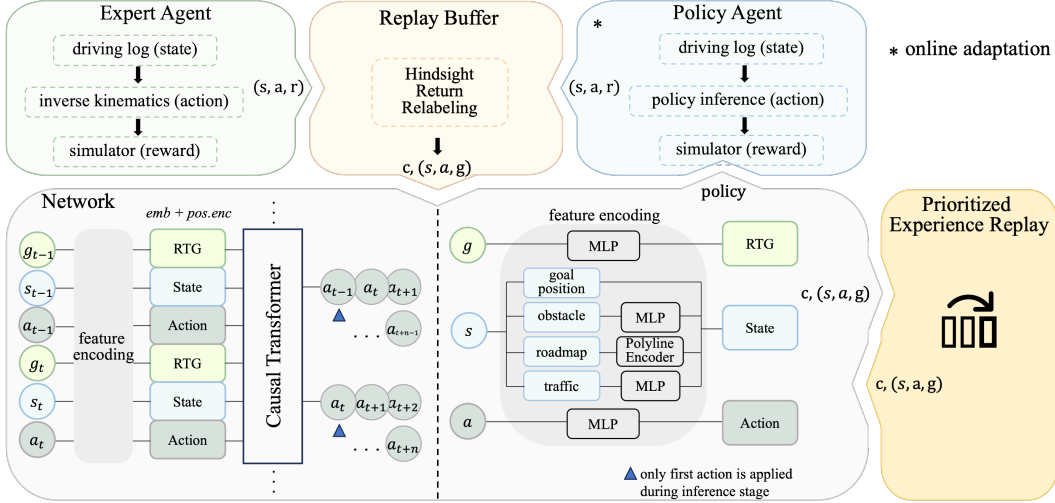 Expert Agent
driving log (state)
inverse kinematics (action)
simulator (reward)
(s, a, r)
Replay Buffer
Hindsight
Return
Relabeling
c, (s, a, g)
(s, a, r)
Policy Agent
*
driving log (state)
policy inference (action)
simulator (reward)
* online adaptation
Network
emb + pos.enc
g_{t−1}
s_{t−1}
a_{t−1}
g_t
s_t
a_t
feature
encoding
RTG
State
Action
RTG
State
Action
Causal Transformer
a_{t−1} a_t a_{t+1}
. . . a_{t+n−1}
a_t a_{t+1} a_{t+2}
. . . a_{t+n}
policy
feature encoding
g
MLP
RTG
s
goal
position
obstacle
MLP
roadmap
Polyline
Encoder
traffic
MLP
State
a
MLP
Action
only first action is applied
during inference stage
c, (s, a, g)
Prioritized
Experience Replay
c, (s, a, g)